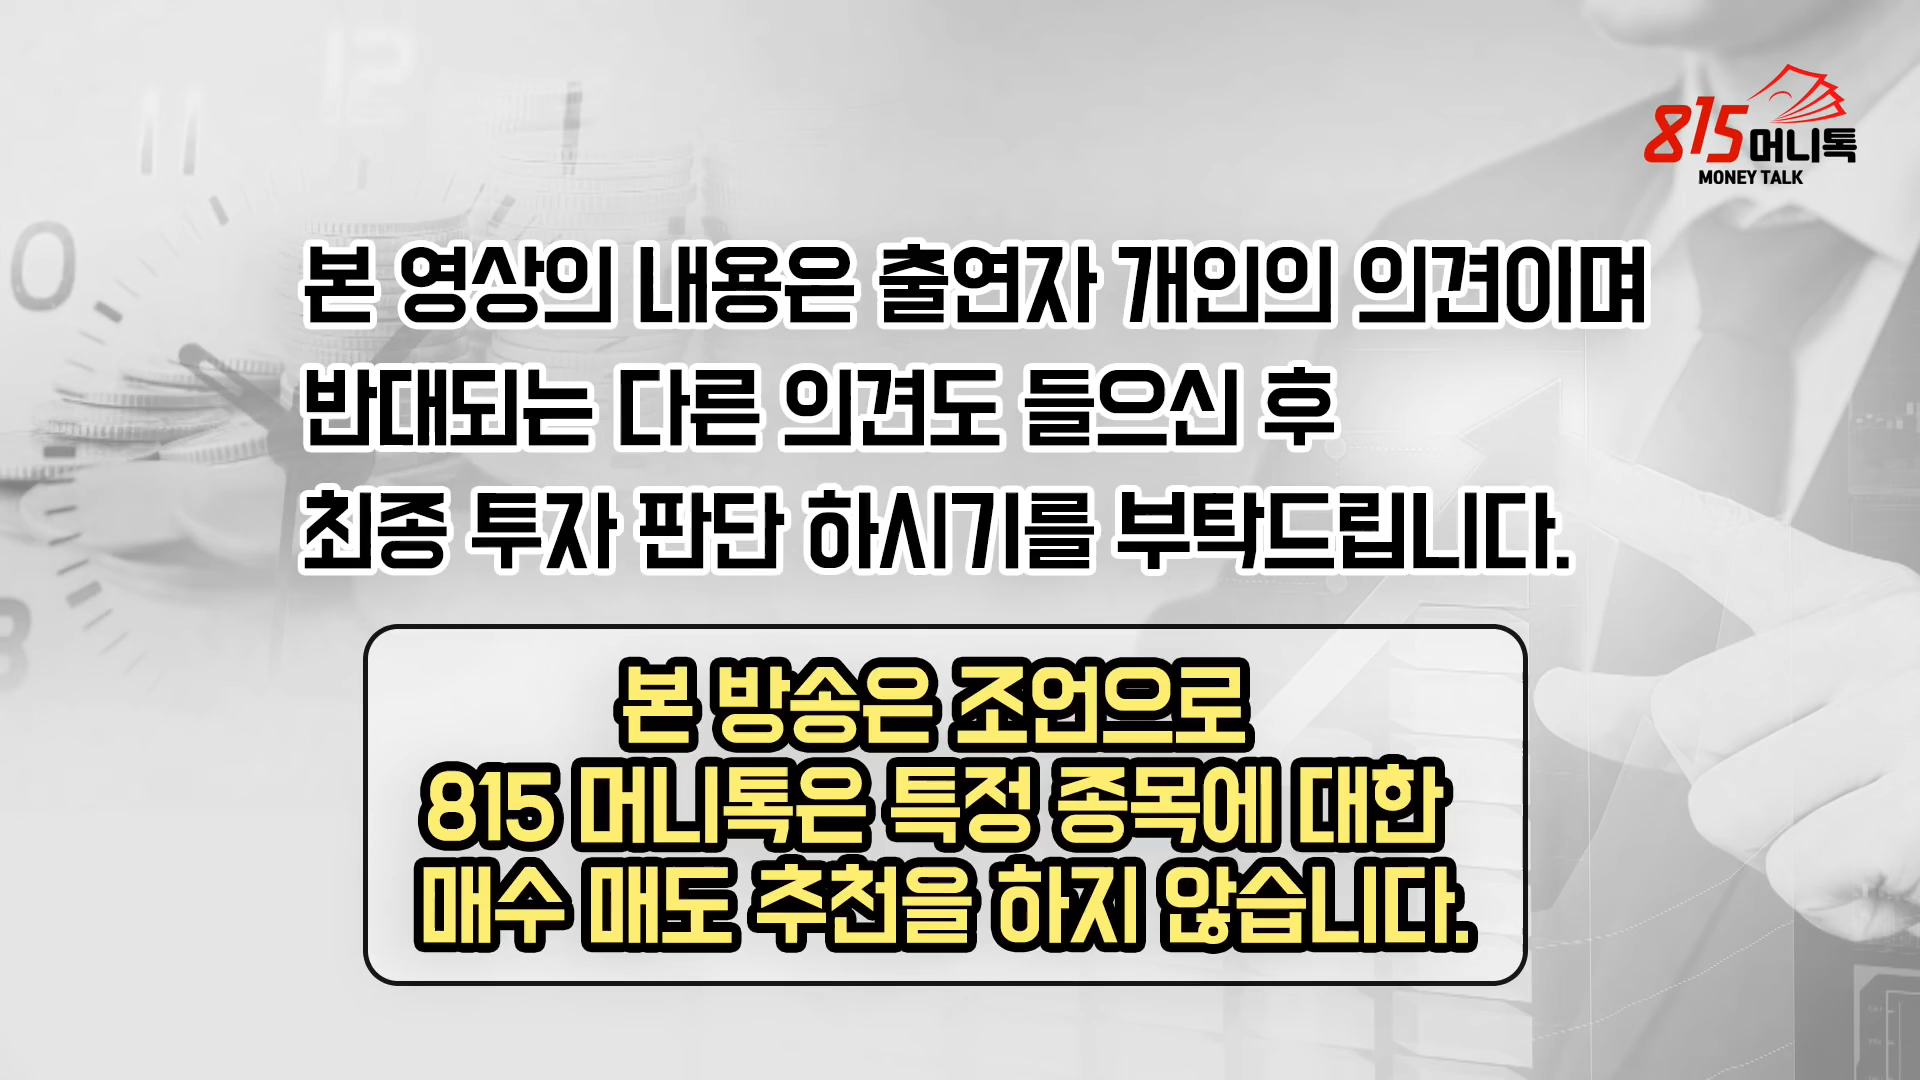 815머니톡
MONEY TALK
본 영상의 내용은 출연자 개인의 의견이며
반대되는 다른 의견도 들으신 후
최종 투자 판단 하시기를 부탁드립니다.
본 방송은 조언으로
815 머니톡은 특정 종목에 대한
매수 매도 추천을 하지 않습니다.
12
11
0
8